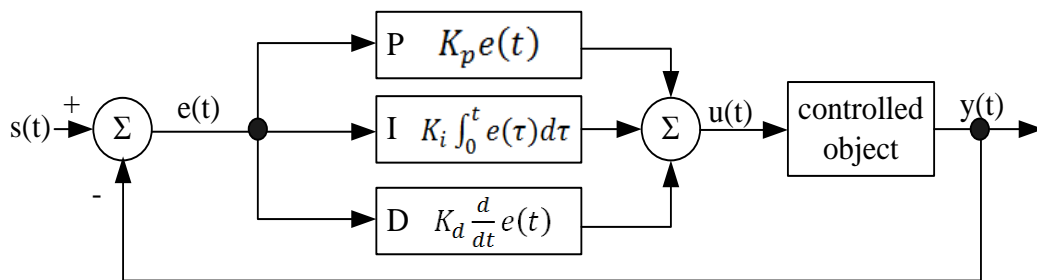 P K_p e(t)
+
s(t)
Σ
e(t)
I K_i ∫_0^t e(τ)dτ
Σ
u(t)
controlled
object
y(t)
-
D K_d d/dt e(t)